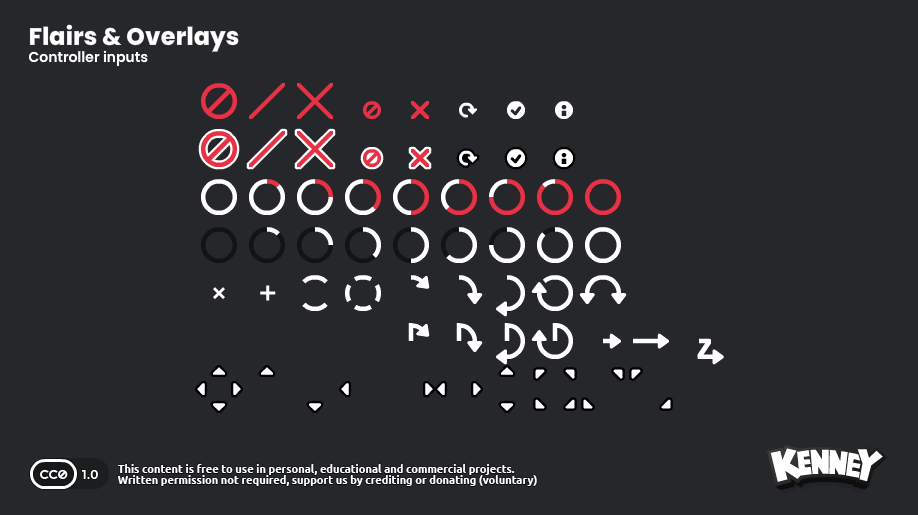 Flairs & Overlays
Controller inputs
Z
CC0 1.0
This content is free to use in personal, educational and commercial projects.
Written permission not required, support us by crediting or donating (voluntary)
KENNEY